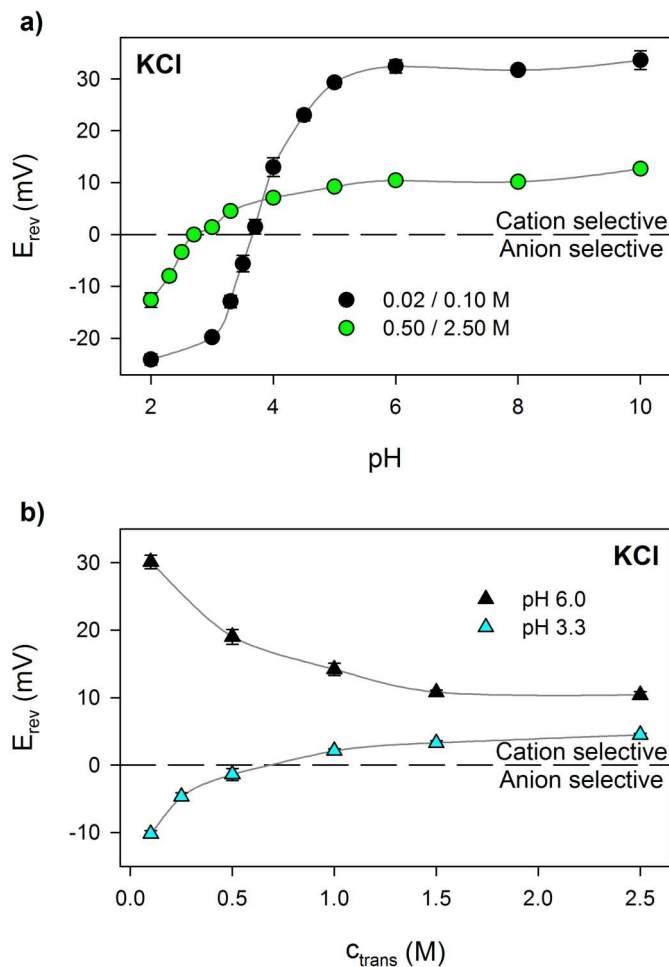 a)
KCl
30
20
10
0
-10
-20
E_rev (mV)
Cation selective
Anion selective
0.02 / 0.10 M
0.50 / 2.50 M
2 4 6 8 10
pH
b)
KCl
30
20
10
0
-10
E_rev (mV)
pH 6.0
pH 3.3
Cation selective
Anion selective
0.0 0.5 1.0 1.5 2.0 2.5
c_trans (M)